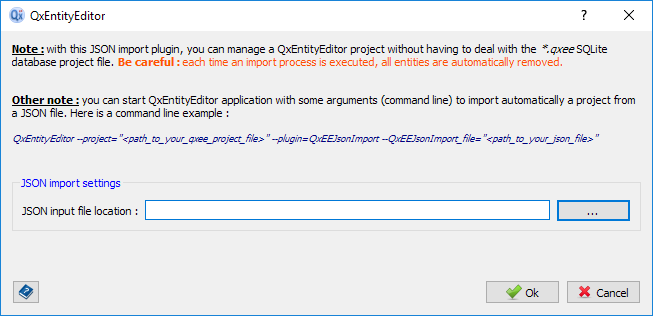 QxEntityEditor
Note : with this JSON import plugin, you can manage a QxEntityEditor project without having to deal with the *.qxee SQLite
database project file. Be careful : each time an import process is executed, all entities are automatically removed.
Other note : you can start QxEntityEditor application with some arguments (command line) to import automatically a project from
a JSON file. Here is a command line example :
QxEntityEditor --project="<path_to_your_qxee_project_file>" --plugin=QxEEJsonImport --QxEEJsonImport_file="<path_to_your_json_file>"
JSON import settings
JSON input file location :
...
Ok
Cancel